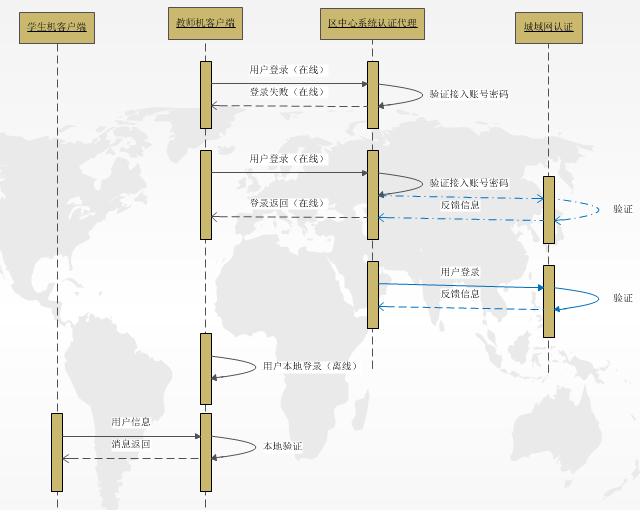 学生机客户端
教师机客户端
区中心系统认证代理
城域网认证
用户登录（在线）
登录失败（在线）
验证接入账号密码
用户登录（在线）
验证接入账号密码
登录返回（在线）
反馈信息
验证
用户登录
反馈信息
验证
用户本地登录（离线）
用户信息
消息返回
本地验证